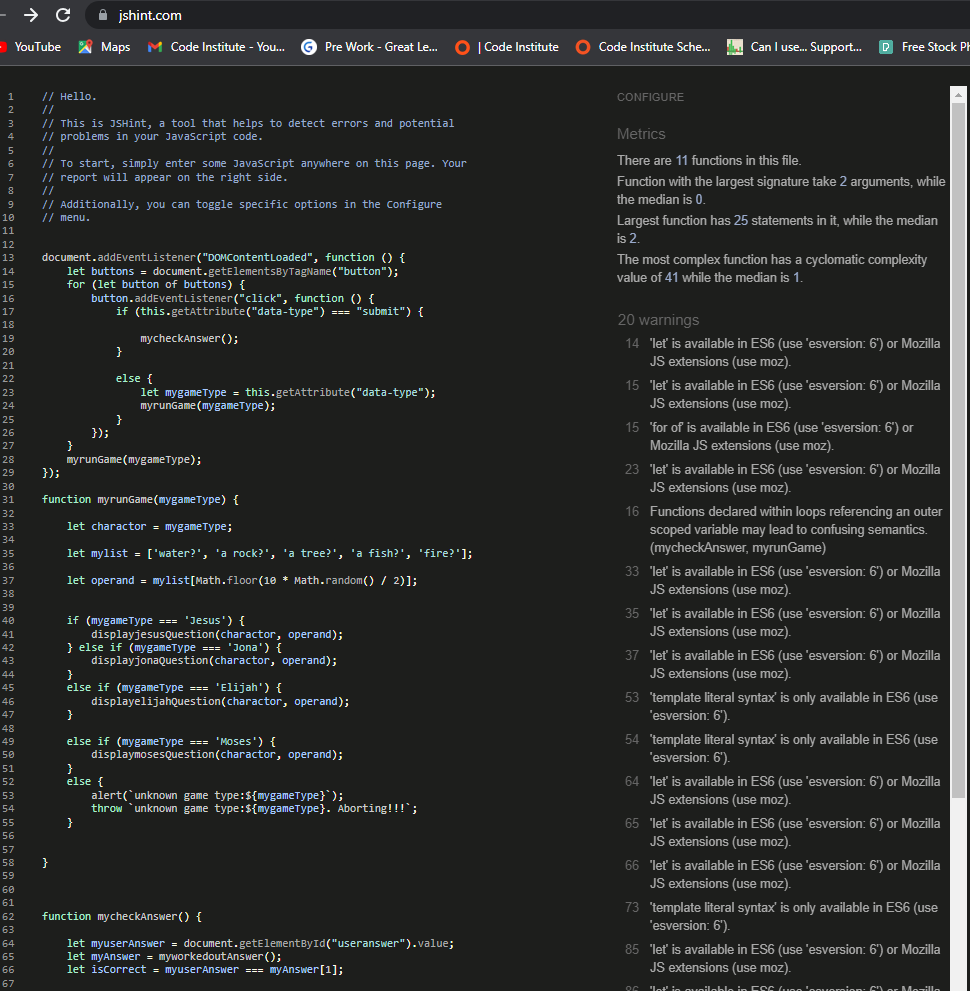 jshint.com
YouTube Maps Code Institute - You... Pre Work - Great Le... | Code Institute Code Institute Sche... Can I use... Support... Free Stock Ph
1 // Hello.
2 //
3 // This is JSHint, a tool that helps to detect errors and potential
4 // problems in your JavaScript code.
5 //
6 // To start, simply enter some JavaScript anywhere on this page. Your
7 // report will appear on the right side.
8 //
9 // Additionally, you can toggle specific options in the Configure
10 // menu.
11
12
13 document.addEventListener("DOMContentLoaded", function () {
14 let buttons = document.getElementsByTagName("button");
15 for (let button of buttons) {
16 button.addEventListener("click", function () {
17 if (this.getAttribute("data-type") === "submit") {
18
19 mycheckAnswer();
20 }
21
22 else {
23 let mygameType = this.getAttribute("data-type");
24 myrunGame(mygameType);
25 }
26 });
27 }
28 myrunGame(mygameType);
29 });
30
31 function myrunGame(mygameType) {
32
33 let charactor = mygameType;
34
35 let mylist = ['water?', 'a rock?', 'a tree?', 'a fish?', 'fire?'];
36
37 let operand = mylist[Math.floor(10 * Math.random() / 2)];
38
39
40 if (mygameType === 'Jesus') {
41 displayjesusQuestion(charactor, operand);
42 } else if (mygameType === 'Jona') {
43 displayjonaQuestion(charactor, operand);
44 }
45 else if (mygameType === 'Elijah') {
46 displayelijahQuestion(charactor, operand);
47 }
48
49 else if (mygameType === 'Moses') {
50 displaymosesQuestion(charactor, operand);
51 }
52 else {
53 alert(`unknown game type:${mygameType}`);
54 throw `unknown game type:${mygameType}. Aborting!!!`;
55 }
56
57
58 }
59
60
61
62 function mycheckAnswer() {
63
64 let myuserAnswer = document.getElementById("useranswer").value;
65 let myAnswer = myworkedoutAnswer();
66 let isCorrect = myuserAnswer === myAnswer[1];
67
CONFIGURE
Metrics
There are 11 functions in this file.
Function with the largest signature take 2 arguments, while
the median is 0.
Largest function has 25 statements in it, while the median
is 2.
The most complex function has a cyclomatic complexity
value of 41 while the median is 1.
20 warnings
14 'let' is available in ES6 (use 'esversion: 6') or Mozilla
JS extensions (use moz).
15 'let' is available in ES6 (use 'esversion: 6') or Mozilla
JS extensions (use moz).
15 'for of' is available in ES6 (use 'esversion: 6') or
Mozilla JS extensions (use moz).
23 'let' is available in ES6 (use 'esversion: 6') or Mozilla
JS extensions (use moz).
16 Functions declared within loops referencing an outer
scoped variable may lead to confusing semantics.
(mycheckAnswer, myrunGame)
33 'let' is available in ES6 (use 'esversion: 6') or Mozilla
JS extensions (use moz).
35 'let' is available in ES6 (use 'esversion: 6') or Mozilla
JS extensions (use moz).
37 'let' is available in ES6 (use 'esversion: 6') or Mozilla
JS extensions (use moz).
53 'template literal syntax' is only available in ES6 (use
'esversion: 6').
54 'template literal syntax' is only available in ES6 (use
'esversion: 6').
64 'let' is available in ES6 (use 'esversion: 6') or Mozilla
JS extensions (use moz).
65 'let' is available in ES6 (use 'esversion: 6') or Mozilla
JS extensions (use moz).
66 'let' is available in ES6 (use 'esversion: 6') or Mozilla
JS extensions (use moz).
73 'template literal syntax' is only available in ES6 (use
'esversion: 6').
85 'let' is available in ES6 (use 'esversion: 6') or Mozilla
JS extensions (use moz).
86 'let' is available in ES6 (use 'esversion: 6') or Mozilla